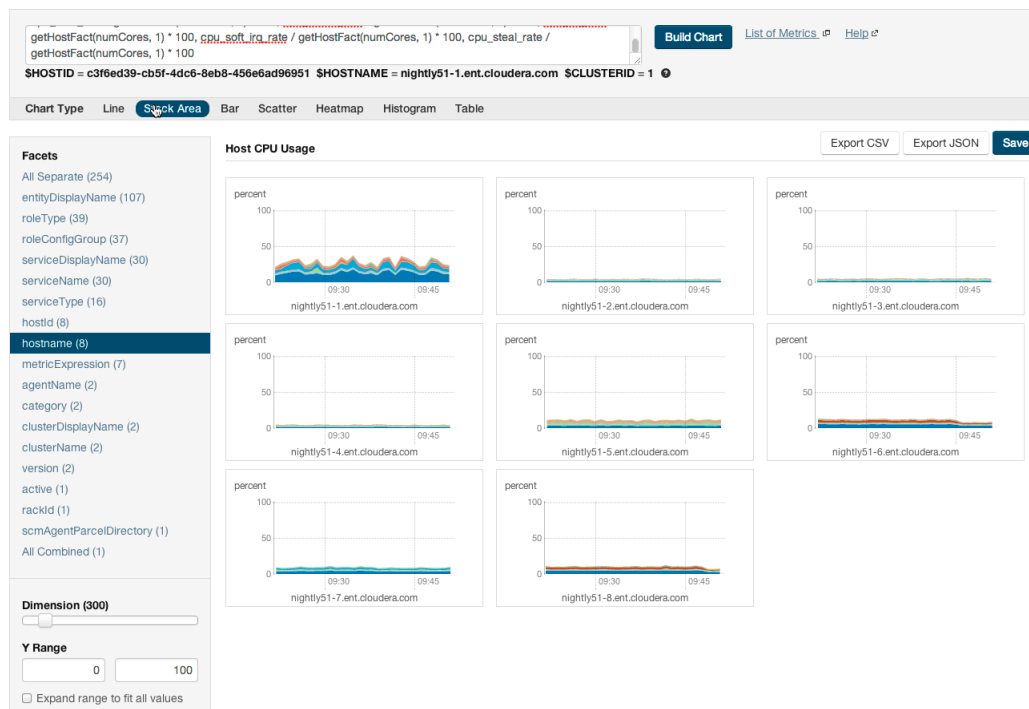 getHostFact(numCores, 1) * 100, cpu_soft_irq_rate / getHostFact(numCores, 1) * 100, cpu_steal_rate /
getHostFact(numCores, 1) * 100
Build Chart
List of Metrics
Help
$HOSTID = c3f6ed39-cb5f-4dc6-8eb8-456e6ad96951 $HOSTNAME = nightly51-1.ent.cloudera.com $CLUSTERID = 1
Chart Type Line Stack Area Bar Scatter Heatmap Histogram Table
Facets
All Separate (254)
entityDisplayName (107)
roleType (39)
roleConfigGroup (37)
serviceDisplayName (30)
serviceName (30)
serviceType (16)
hostId (8)
hostname (8)
metricExpression (7)
agentName (2)
category (2)
clusterDisplayName (2)
clusterName (2)
version (2)
active (1)
rackId (1)
scmAgentParcelDirectory (1)
All Combined (1)
Dimension (300)
Y Range
0 100
Expand range to fit all values
Host CPU Usage
Export CSV
Export JSON
Save
percent
100
50
0
09:30 09:45
nightly51-1.ent.cloudera.com
percent
100
50
0
09:30 09:45
nightly51-2.ent.cloudera.com
percent
100
50
0
09:30 09:45
nightly51-3.ent.cloudera.com
percent
100
50
0
09:30 09:45
nightly51-4.ent.cloudera.com
percent
100
50
0
09:30 09:45
nightly51-5.ent.cloudera.com
percent
100
50
0
09:30 09:45
nightly51-6.ent.cloudera.com
percent
100
50
0
09:30 09:45
nightly51-7.ent.cloudera.com
percent
100
50
0
09:30 09:45
nightly51-8.ent.cloudera.com